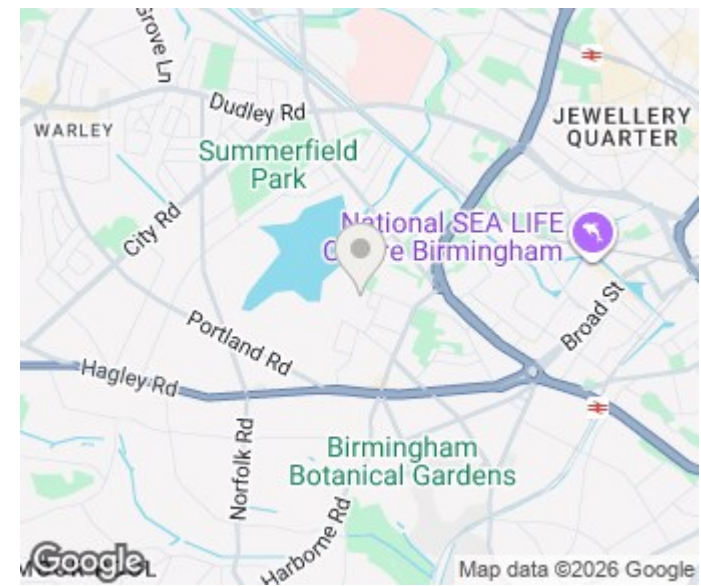 Grove Ln
Dudley Rd
JEWELLERY
QUARTER
WARLEY
Summerfield
Park
City Rd
National SEA LIFE
Centre Birmingham
Broad St
Portland Rd
Hagley Rd
Norfolk Rd
Birmingham
Botanical Gardens
Harborne Rd
Google
Map data ©2026 Google